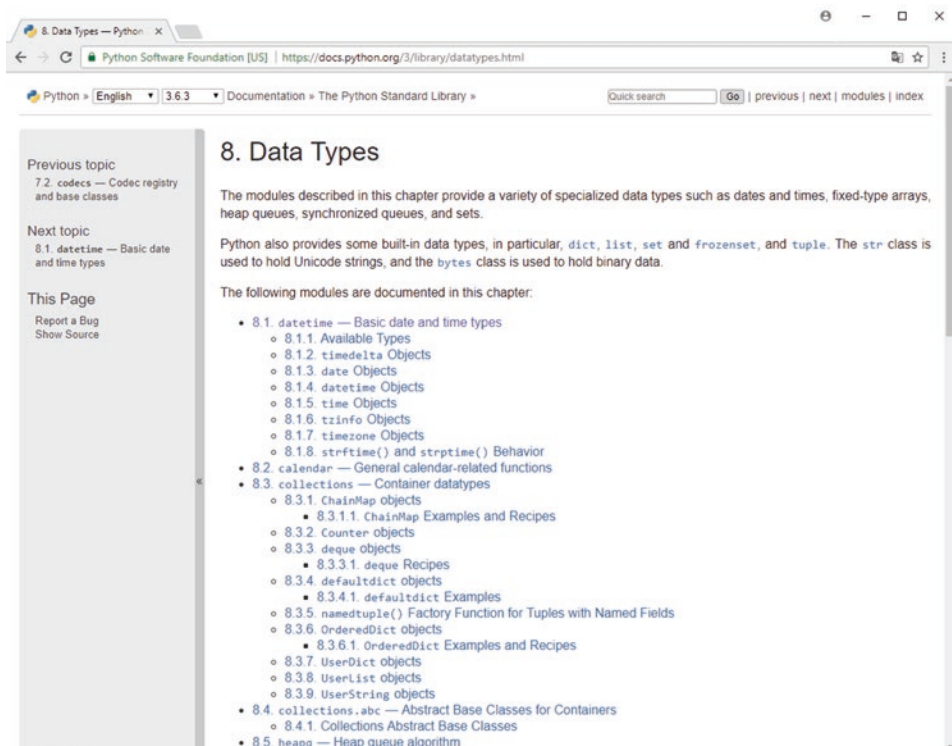 8. Data Types — Python
Python Software Foundation [US] | https://docs.python.org/3/library/datatypes.html
Python » English 3.6.3 Documentation » The Python Standard Library » Quick search Go | previous | next | modules | index
Previous topic
7.2. codecs — Codec registry
and base classes
Next topic
8.1. datetime — Basic date
and time types
This Page
Report a Bug
Show Source
«
8. Data Types
The modules described in this chapter provide a variety of specialized data types such as dates and times, fixed-type arrays,
heap queues, synchronized queues, and sets.
Python also provides some built-in data types, in particular, dict, list, set and frozenset, and tuple. The str class is
used to hold Unicode strings, and the bytes class is used to hold binary data.
The following modules are documented in this chapter:
8.1. datetime — Basic date and time types
8.1.1. Available Types
8.1.2. timedelta Objects
8.1.3. date Objects
8.1.4. datetime Objects
8.1.5. time Objects
8.1.6. tzinfo Objects
8.1.7. timezone Objects
8.1.8. strftime() and strptime() Behavior
8.2. calendar — General calendar-related functions
8.3. collections — Container datatypes
8.3.1. ChainMap objects
8.3.1.1. ChainMap Examples and Recipes
8.3.2. Counter objects
8.3.3. deque objects
8.3.3.1. deque Recipes
8.3.4. defaultdict objects
8.3.4.1. defaultdict Examples
8.3.5. namedtuple() Factory Function for Tuples with Named Fields
8.3.6. OrderedDict objects
8.3.6.1. OrderedDict Examples and Recipes
8.3.7. UserDict objects
8.3.8. UserList objects
8.3.9. UserString objects
8.4. collections.abc — Abstract Base Classes for Containers
8.4.1. Collections Abstract Base Classes
8.5. heapq — Heap queue algorithm